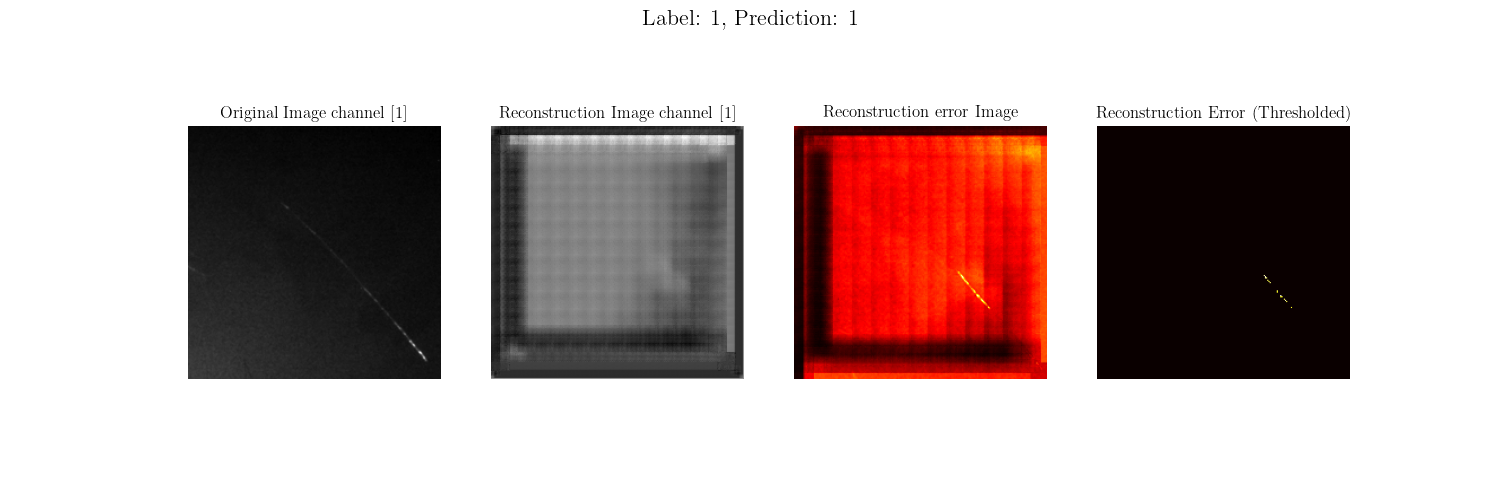 Label: 1, Prediction: 1
Original Image channel [1]
Reconstruction Image channel [1]
Reconstruction error Image
Reconstruction Error (Thresholded)